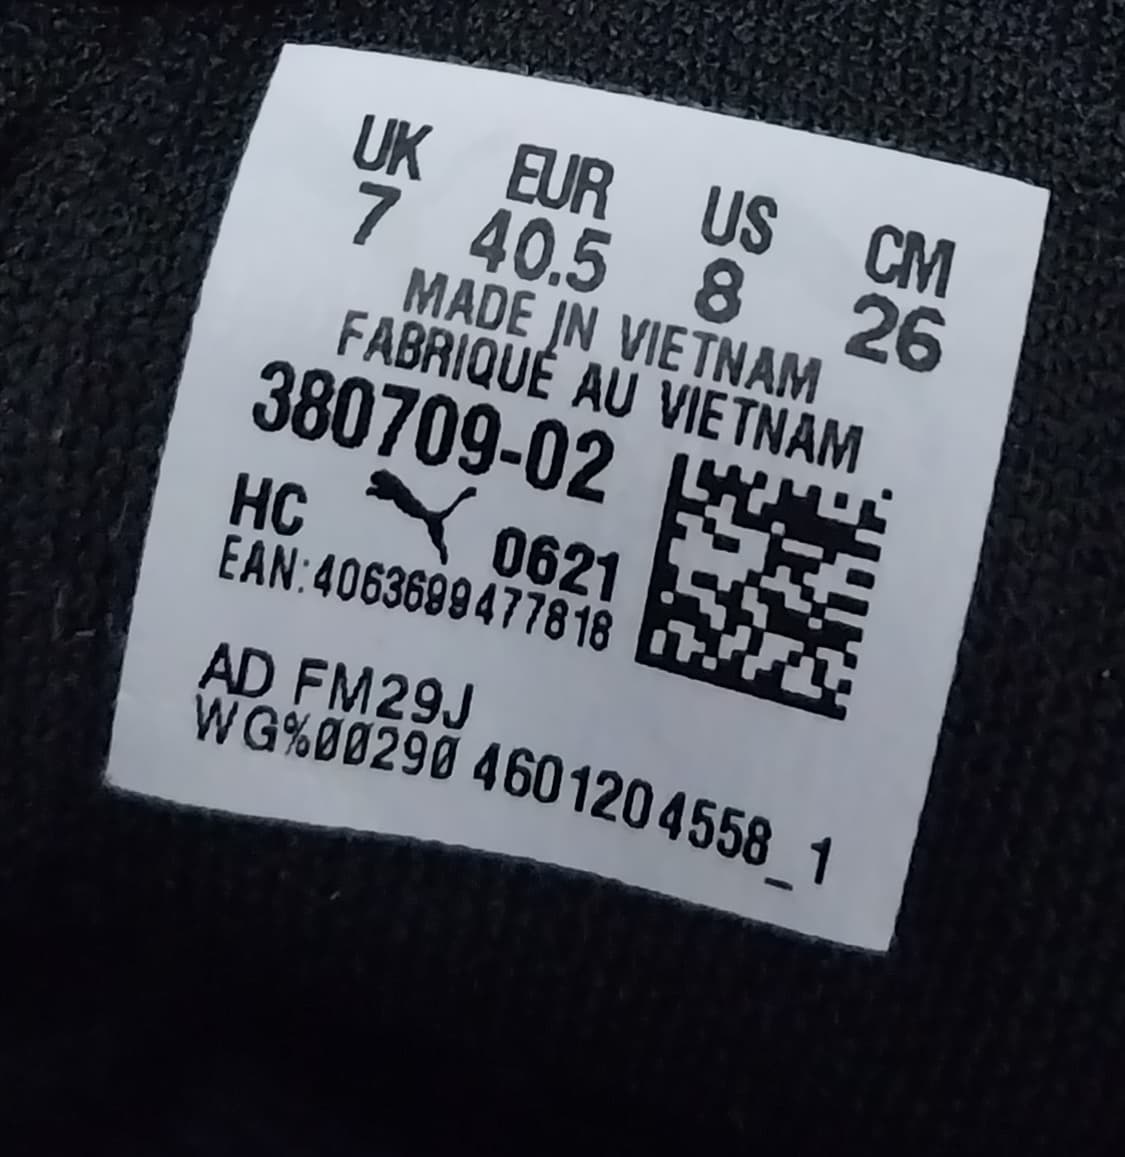 UK EUR US CM
7 40.5 8 26
MADE IN VIETNAM
FABRIQUÉ AU VIETNAM
380709-02
HC 0621
EAN:4063699477818
AD FM29J
WG%00290 4601204558_1